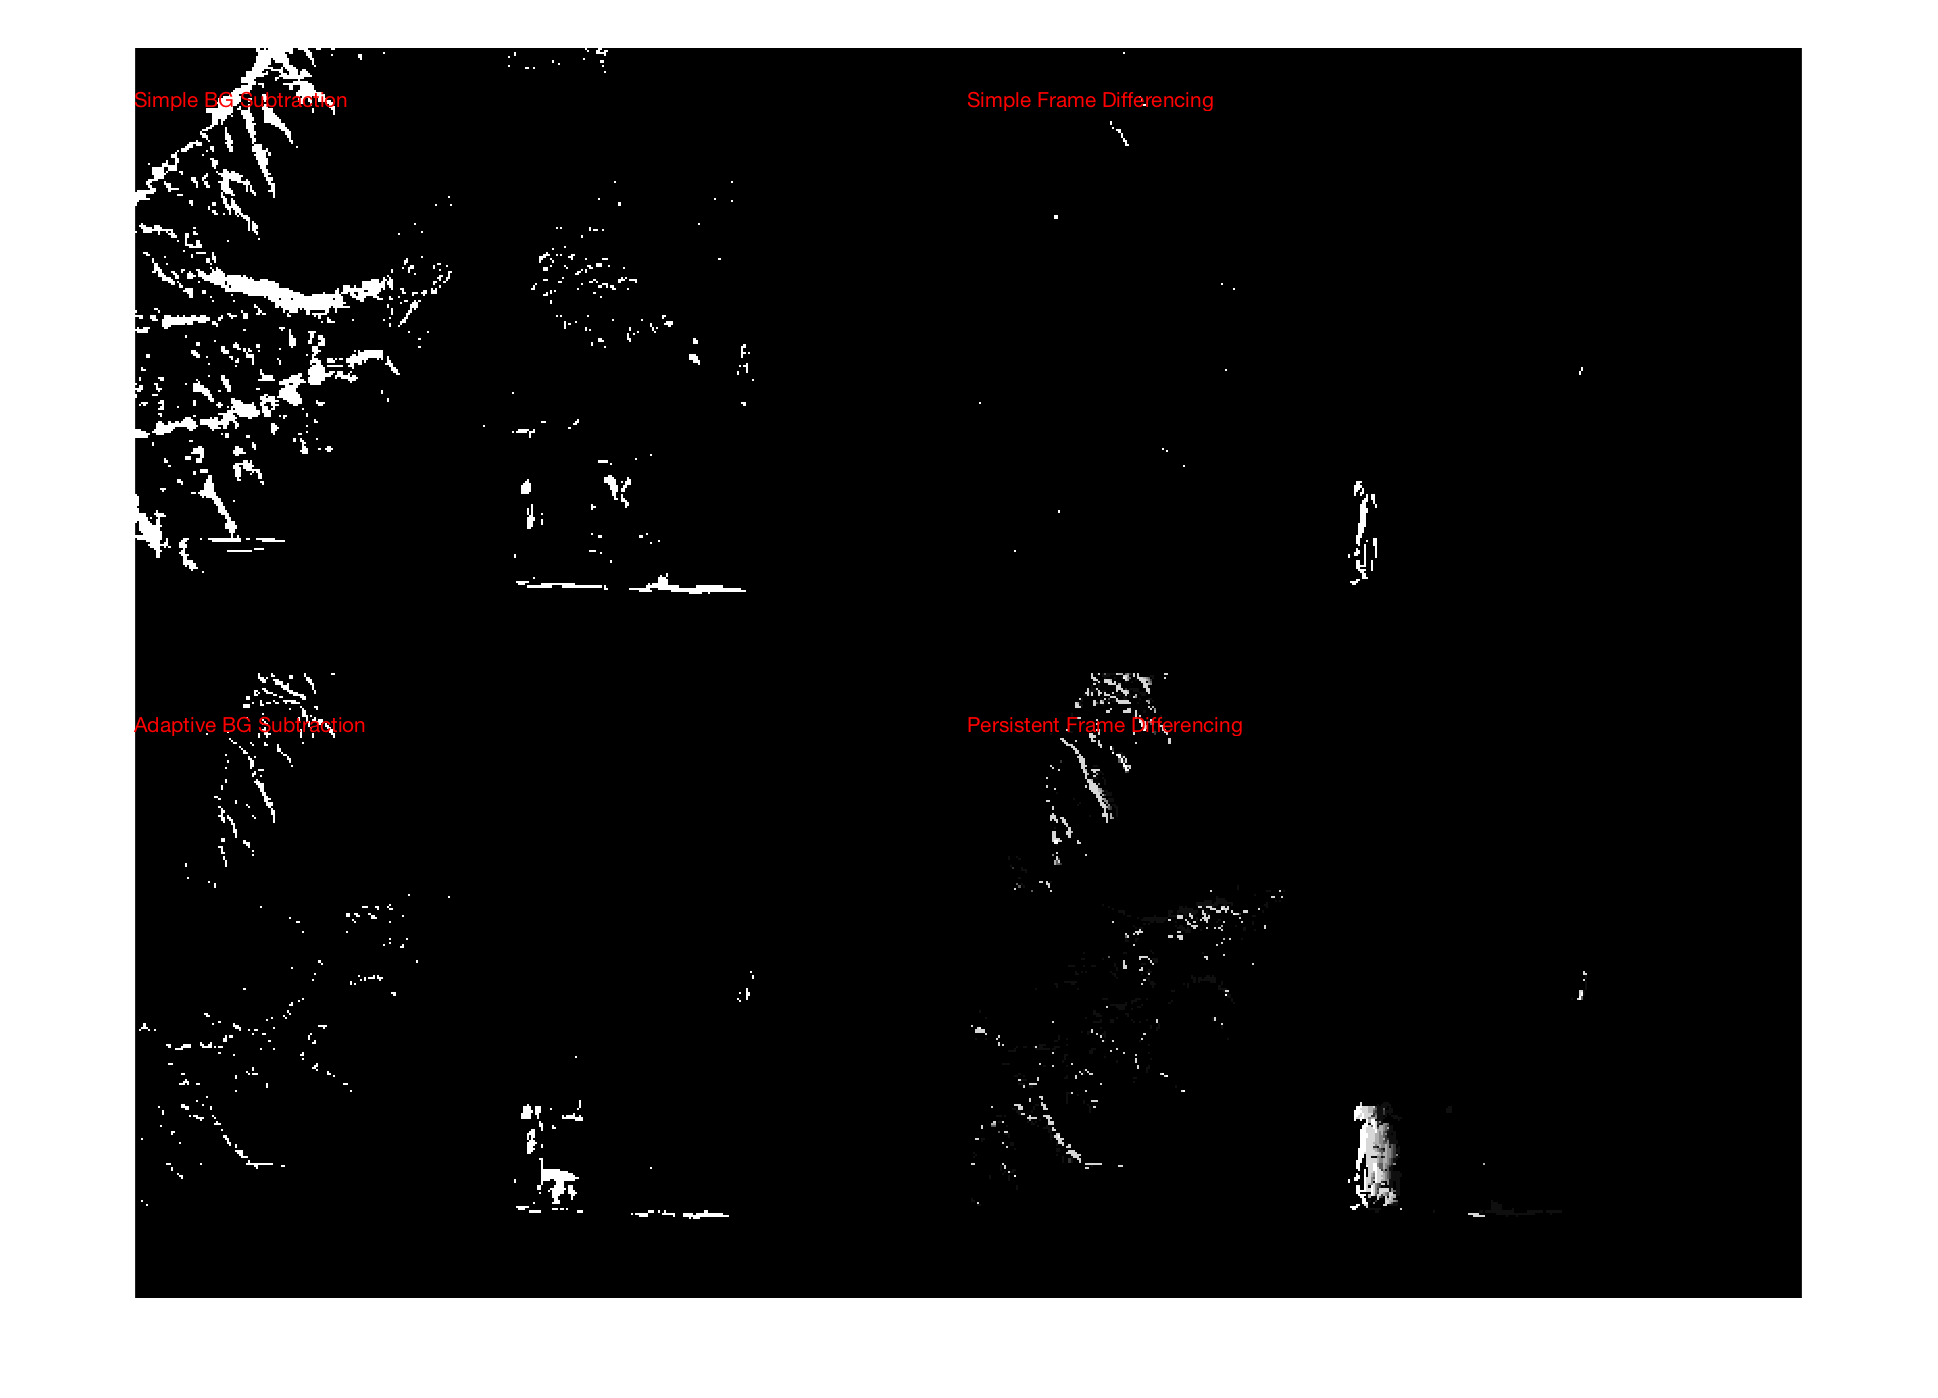 Simple BG Subtraction
Simple Frame Differencing
Adaptive BG Subtraction
Persistent Frame Differencing